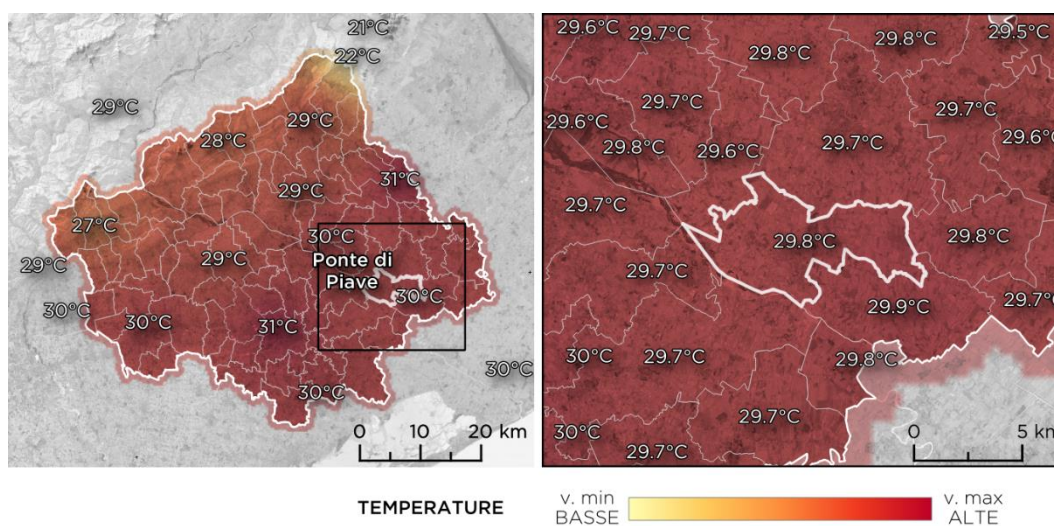 21°C
22°C
29°C
29°C
28°C
29°C
31°C
27°C
30°C
29°C
29°C
Ponte di
Piave
30°C
30°C
30°C
31°C
30°C
30°C
0 10 20 km
29.6°C
29.7°C
29.8°C
29.8°C
29.5°C
29.7°C
29.7°C
29.6°C
29.8°C
29.6°C
29.7°C
29.6°C
29.7°C
29.8°C
29.8°C
29.7°C
29.9°C
29.7°C
30°C
29.7°C
29.8°C
29.7°C
30°C
29.7°C
0 5 km
TEMPERATURE
v. min
BASSE
v. max
ALTE